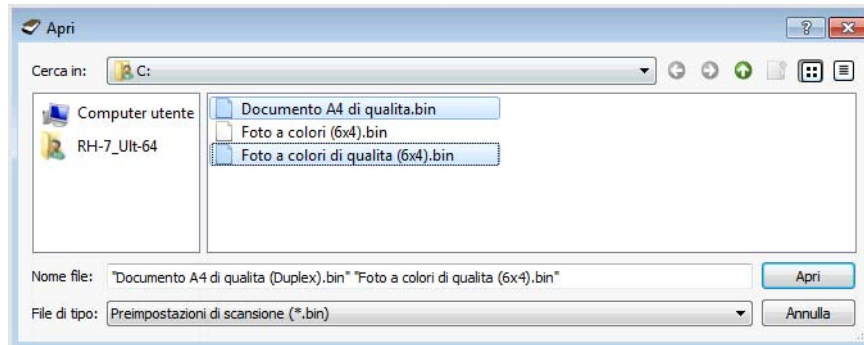 Apri
Cerca in: C:
Computer utente
RH-7_Ult-64
Documento A4 di qualita.bin
Foto a colori (6x4).bin
Foto a colori di qualita (6x4).bin
Nome file: "Documento A4 di qualita (Duplex).bin" "Foto a colori di qualita (6x4).bin" Apri
File di tipo: Preimpostazioni di scansione (*.bin) Annulla